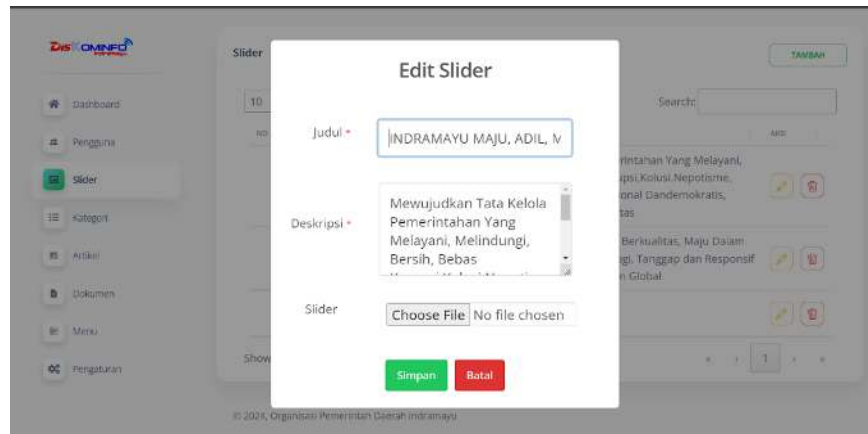 DISKOMINFO
Indramayu
Slider
TAMBAH
Dashboard
Pengguna
Slider
Kategori
Artikel
Dokumen
Menu
Pengaturan
10
Search:
NO
AKSI
rintahan Yang Melayani,
upsi,Kolusi,Nepotisme,
onal Dandemokratis,
tas
Berkualitas, Maju Dalam
gi, Tanggap dan Responsif
n Global
Show
« ‹ 1 › »
Edit Slider
Judul *
INDRAMAYU MAJU, ADIL, M
Deskripsi *
Mewujudkan Tata Kelola
Pemerintahan Yang
Melayani, Melindungi,
Bersih, Bebas
Slider
Choose File No file chosen
Simpan
Batal
© 2024, Organisasi Pemerintah Daerah Indramayu